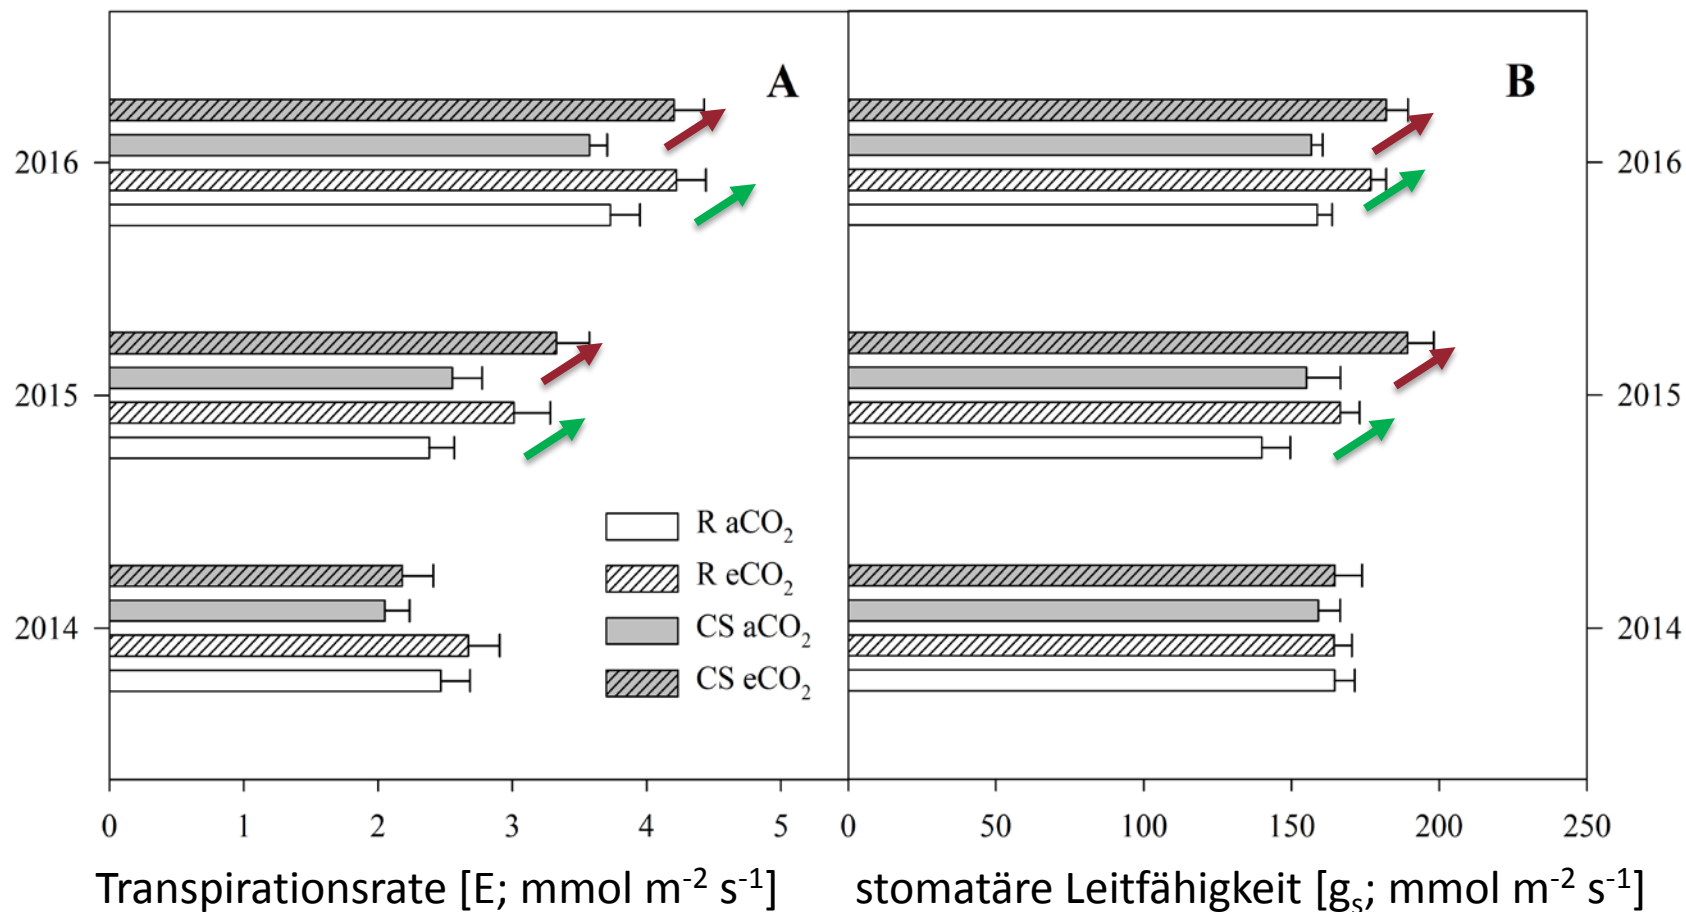 A
B
2016
2016
2015
2015
R aCO₂
R eCO₂
CS aCO₂
CS eCO₂
2014
2014
0 1 2 3 4 5 0 50 100 150 200 250
Transpirationsrate [E; mmol m⁻² s⁻¹]
stomatäre Leitfähigkeit [gₛ; mmol m⁻² s⁻¹]